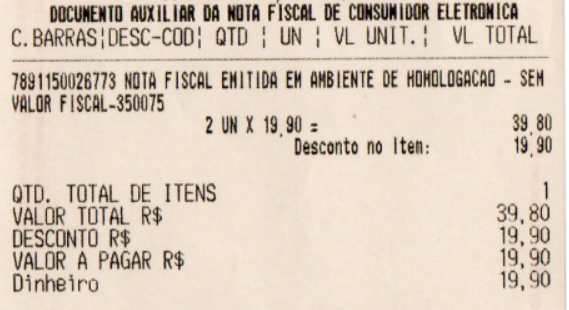 DOCUMENTO AUXILIAR DA NOTA FISCAL DE CONSUMIDOR ELETRONICA
C.BARRAS¦DESC-COD¦ QTD ¦ UN ¦ VL UNIT.¦ VL TOTAL
7891150026773 NOTA FISCAL EMITIDA EM AMBIENTE DE HOMOLOGACAO - SEM
VALOR FISCAL-350075
2 UN X 19,90 = 39,80
Desconto no Item: 19,90
QTD. TOTAL DE ITENS 1
VALOR TOTAL R$ 39,80
DESCONTO R$ 19,90
VALOR A PAGAR R$ 19,90
Dinheiro 19,90